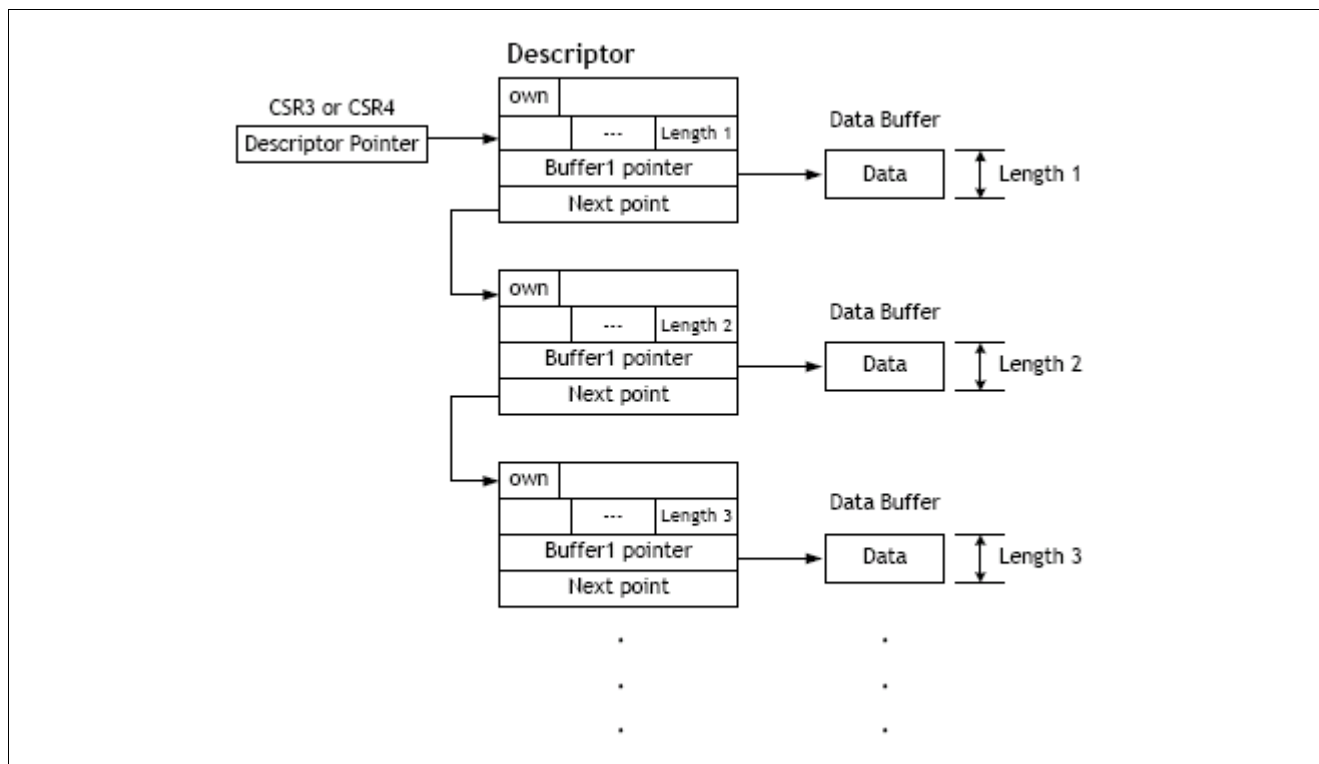 Descriptor
CSR3 or CSR4
Descriptor Pointer
own
--- Length 1
Buffer1 pointer
Next point
Data Buffer
Data
Length 1
own
--- Length 2
Buffer1 pointer
Next point
Data Buffer
Data
Length 2
own
--- Length 3
Buffer1 pointer
Next point
Data Buffer
Data
Length 3